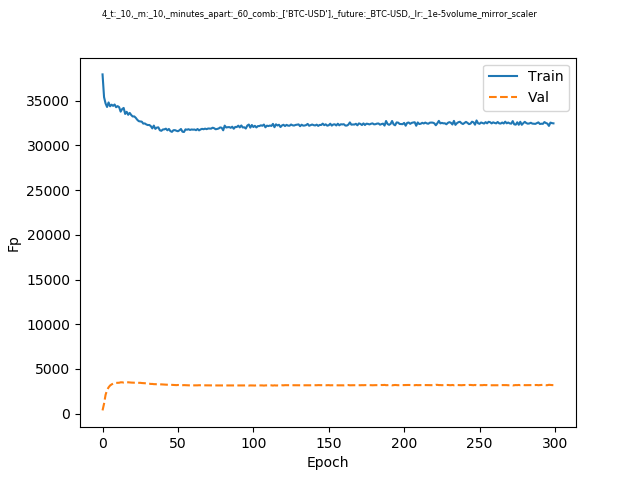 4_t:_10,_m:_10,_minutes_apart:_60_comb:_['BTC-USD'],_future:_BTC-USD,_lr:_1e-5volume_mirror_scaler
Train
Val
35000
30000
25000
20000
15000
10000
5000
0
Fp
0 50 100 150 200 250 300
Epoch